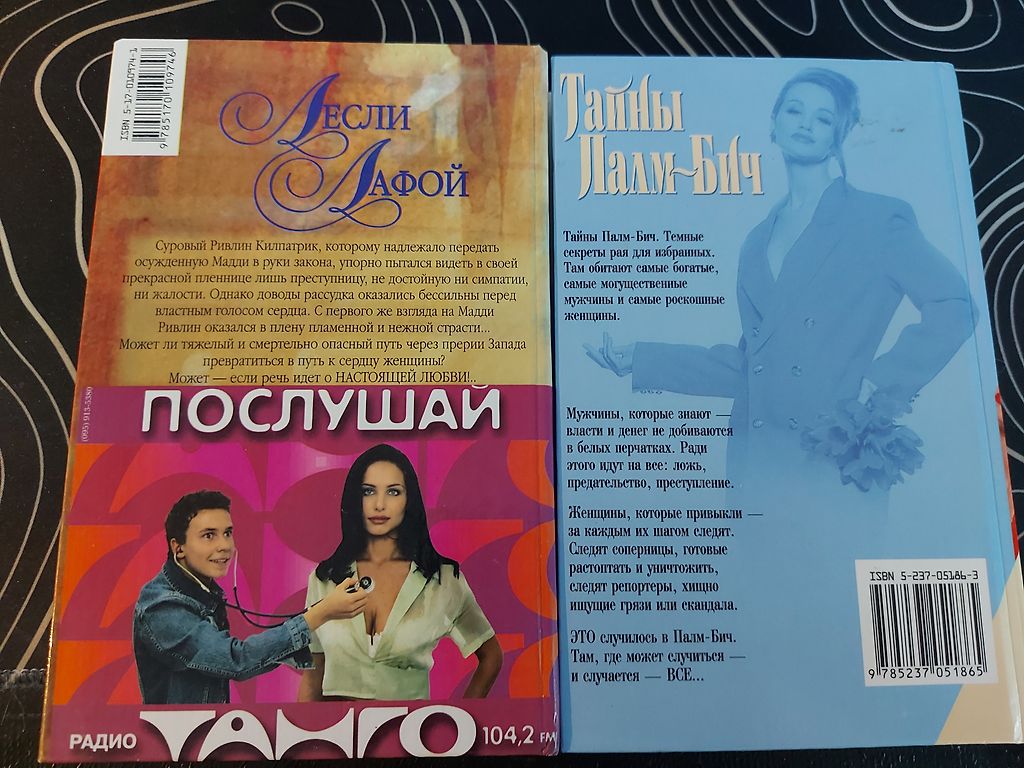 ISBN 5-17-010974-1
9785170109746
Лесли
Лафой
Суровый Ривлин Килпатрик, которому надлежало передать
осужденную Мадди в руки закона, упорно пытался видеть в своей
прекрасной пленнице лишь преступницу, не достойную ни симпатии,
ни жалости. Однако доводы рассудка оказались бессильны перед
властным голосом сердца. С первого же взгляда на Мадди
Ривлин оказался в плену пламенной и нежной страсти...
Может ли тяжелый и смертельно опасный путь через прерии Запада
превратиться в путь к сердцу женщины?
Может — если речь идет о НАСТОЯЩЕЙ ЛЮБВИ!..
(095) 913-5380
ПОСЛУШАЙ
РАДИО ТАНГО 104,2 FM
Тайны
Палм-Бич
Тайны Палм-Бич. Темные
секреты рая для избранных.
Там обитают самые богатые,
самые могущественные
мужчины и самые роскошные
женщины.
Мужчины, которые знают —
власти и денег не добиваются
в белых перчатках. Ради
этого идут на все: ложь,
предательство, преступление.
Женщины, которые привыкли —
за каждым их шагом следят.
Следят соперницы, готовые
растоптать и уничтожить,
следят репортеры, хищно
ищущие грязи или скандала.
ЭТО случилось в Палм-Бич.
Там, где может случиться —
и случается — ВСЕ...
ISBN 5-237-05186-3
9785237051865